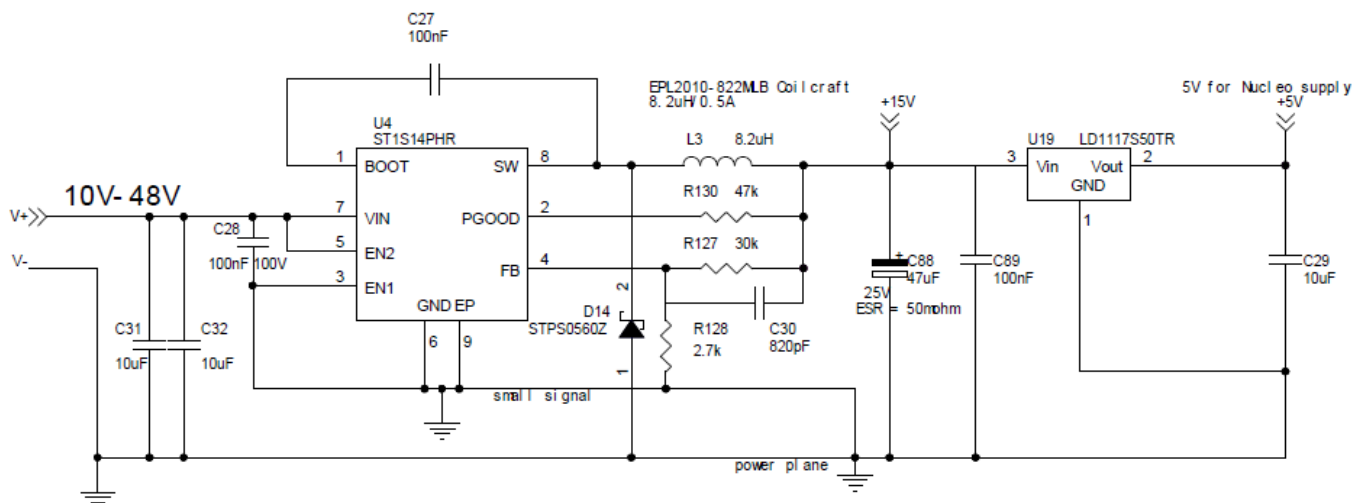 C27
100nF
EPL2010-822MLB Coilcraft
8.2uH/0.5A
+15V
5V for Nucleo supply
+5V
U4
ST1S14PHR
L3 8.2uH
U19 LD1117S50TR
1 BOOT SW 8
3 Vin Vout 2
GND
1
10V-48V
R130 47k
V+
7 VIN PGOOD 2
C28
100nF 100V
R127 30k
5 EN2
V-
3 EN1 FB 4
+
C88
47uF
25V
ESR = 50mohm
C89
100nF
C29
10uF
GND EP
6 9
2
D14
STPS0560Z
1
C31
10uF
C32
10uF
R128
2.7k
C30
820pF
small signal
power plane